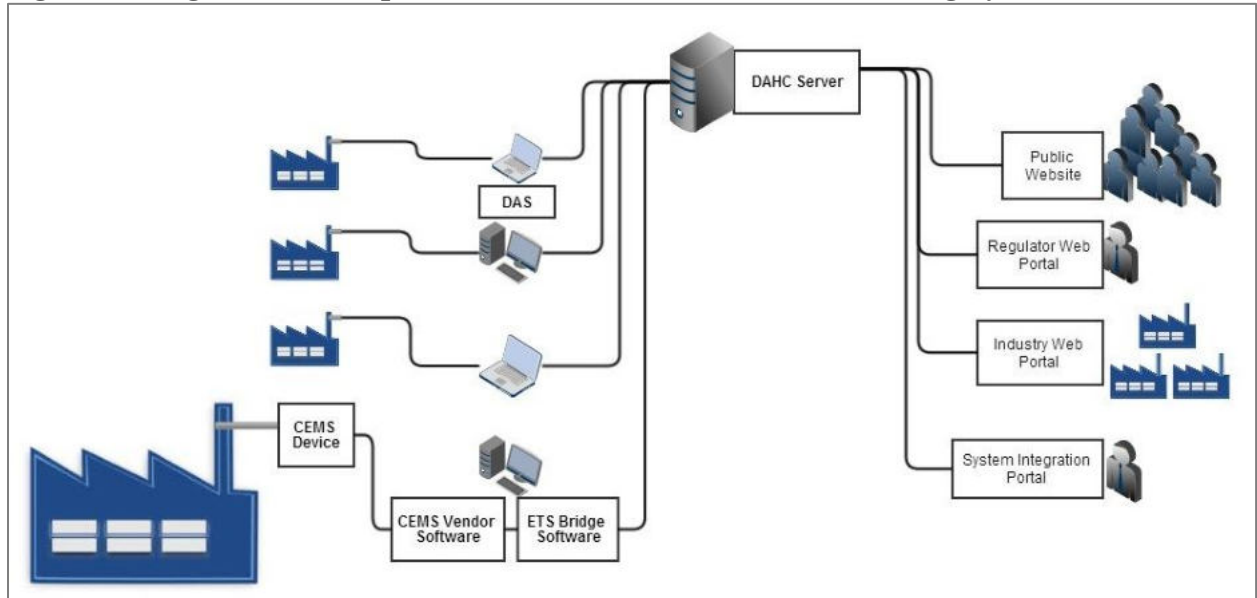 DAHC Server
Public
Website
DAS
Regulator Web
Portal
Industry Web
Portal
CEMS
Device
System Integration
Portal
CEMS Vendor
Software
ETS Bridge
Software